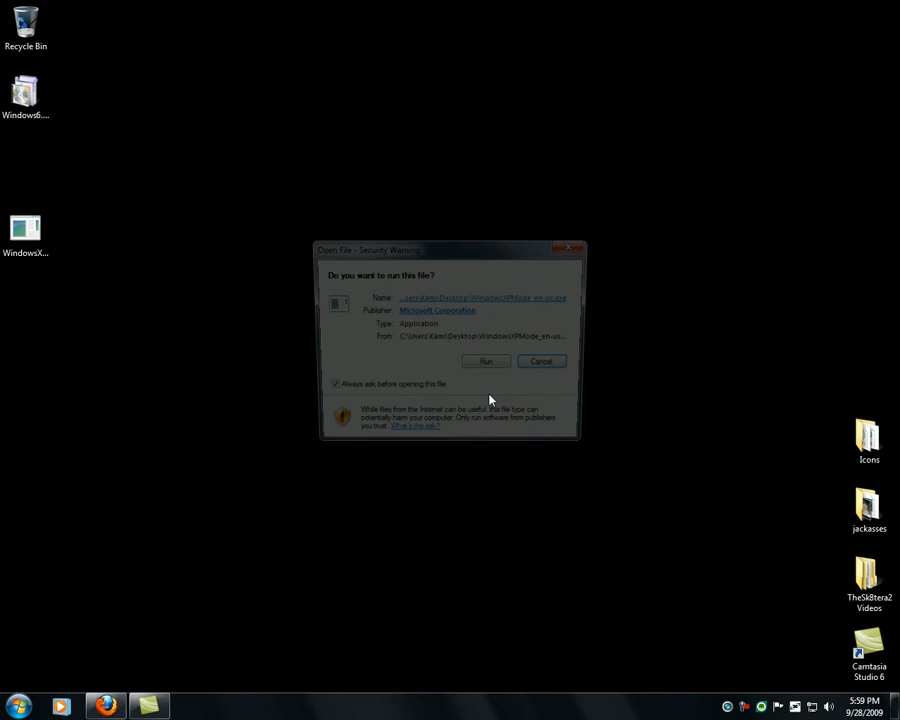 Recycle Bin
Windows6....
WindowsX...
Open File - Security Warning
Do you want to run this file?
Name: ...sers\Kami\Desktop\WindowsXPMode_en-us.exe
Publisher: Microsoft Corporation
Type: Application
From: C:\Users\Kami\Desktop\WindowsXPMode_en-us...
Run Cancel
Always ask before opening this file
While files from the Internet can be useful, this file type can
potentially harm your computer. Only run software from publishers
you trust. What's the risk?
Icons
jackasses
TheSk8tera2
Videos
Camtasia
Studio 6
5:59 PM
9/28/2009